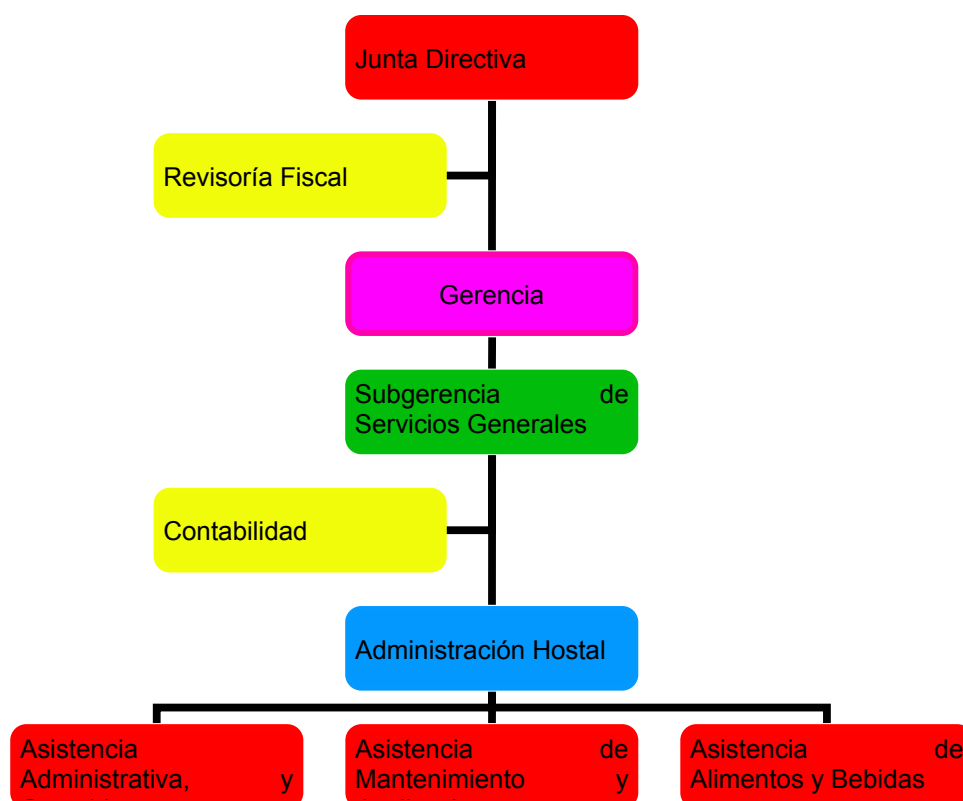 Junta Directiva
Revisoría Fiscal
Gerencia
Subgerencia de
Servicios Generales
Contabilidad
Administración Hostal
Asistencia
Administrativa, y
Asistencia de
Mantenimiento y
Asistencia de
Alimentos y Bebidas